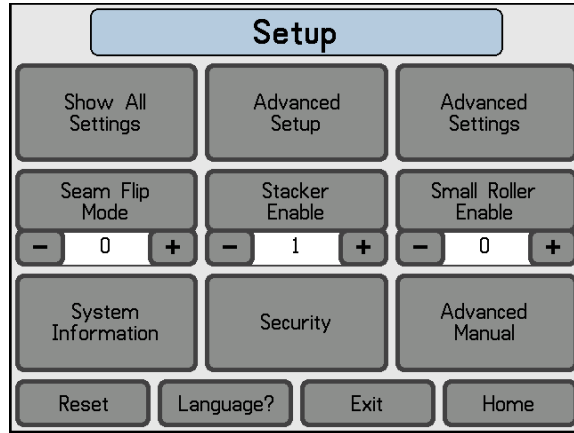 Setup
Show All
Settings
Advanced
Setup
Advanced
Settings
Seam Flip
Mode
Stacker
Enable
Small Roller
Enable
− 0 +
− 1 +
− 0 +
System
Information
Security
Advanced
Manual
Reset
Language?
Exit
Home